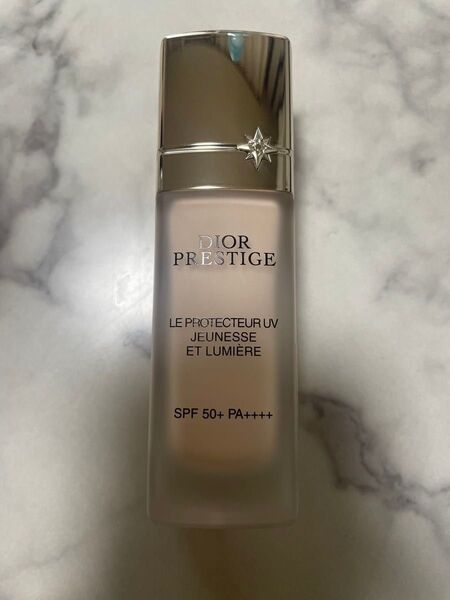 DIOR
PRESTIGE
LE PROTECTEUR UV
JEUNESSE
ET LUMIÈRE
SPF 50+ PA++++